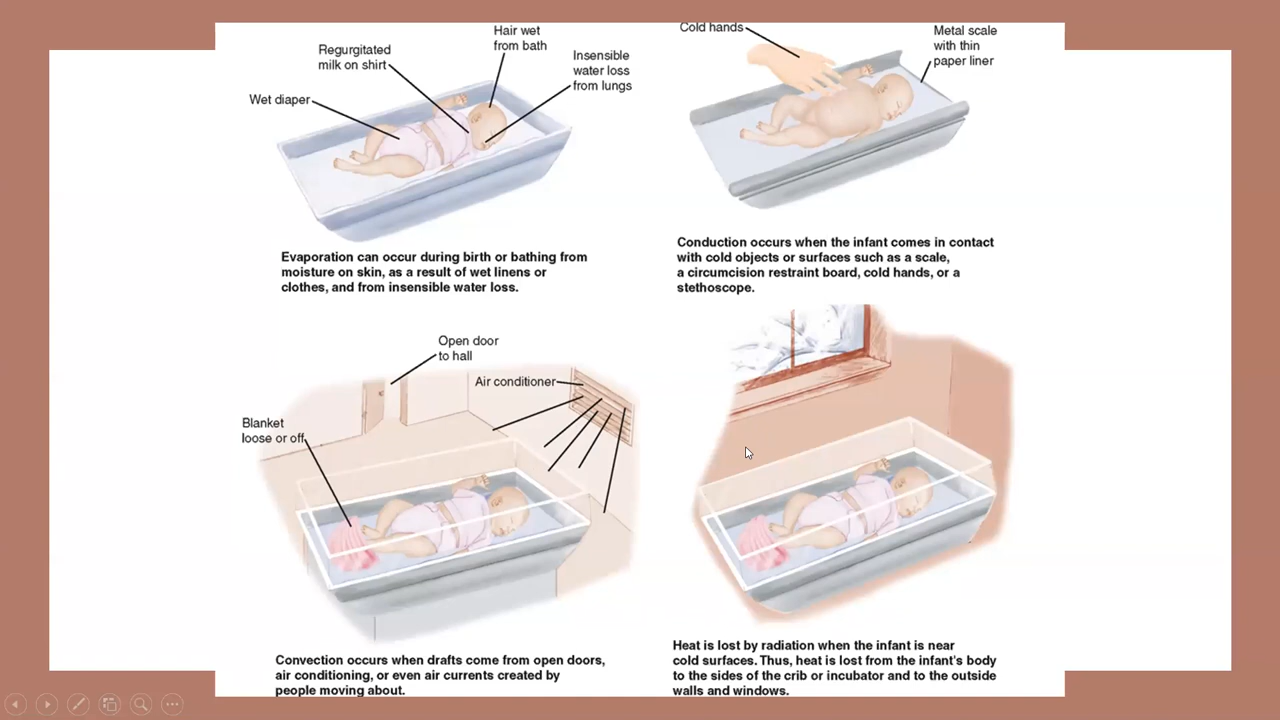 Hair wet
from bath
Regurgitated
milk on shirt
Insensible
water loss
from lungs
Wet diaper
Evaporation can occur during birth or bathing from
moisture on skin, as a result of wet linens or
clothes, and from insensible water loss.
Cold hands
Metal scale
with thin
paper liner
Conduction occurs when the infant comes in contact
with cold objects or surfaces such as a scale,
a circumcision restraint board, cold hands, or a
stethoscope.
Open door
to hall
Air conditioner
Blanket
loose or off
Convection occurs when drafts come from open doors,
air conditioning, or even air currents created by
people moving about.
Heat is lost by radiation when the infant is near
cold surfaces. Thus, heat is lost from the infant's body
to the sides of the crib or incubator and to the outside
walls and windows.